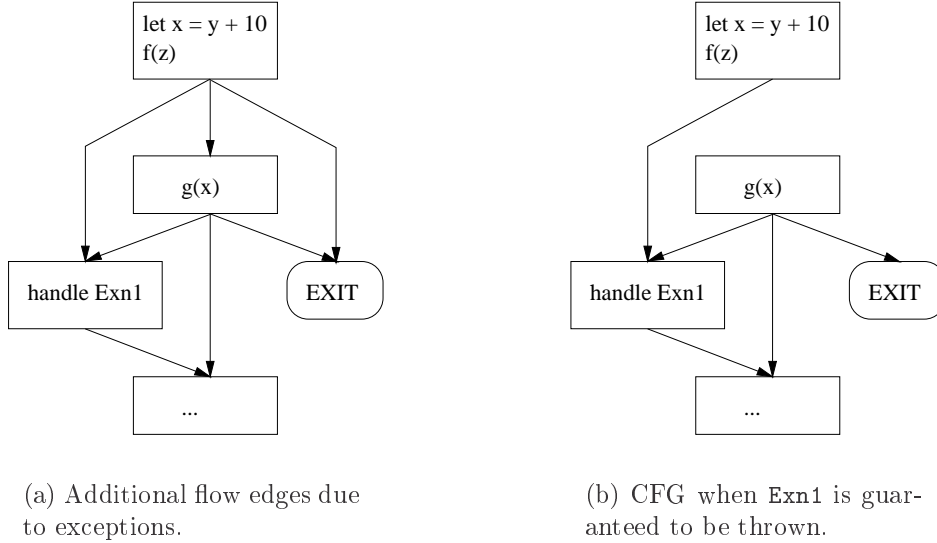 let x = y + 10
f(z)
g(x)
handle Exn1
EXIT
...
(a) Additional flow edges due
to exceptions.
let x = y + 10
f(z)
g(x)
handle Exn1
EXIT
...
(b) CFG when Exn1 is guar-
anteed to be thrown.